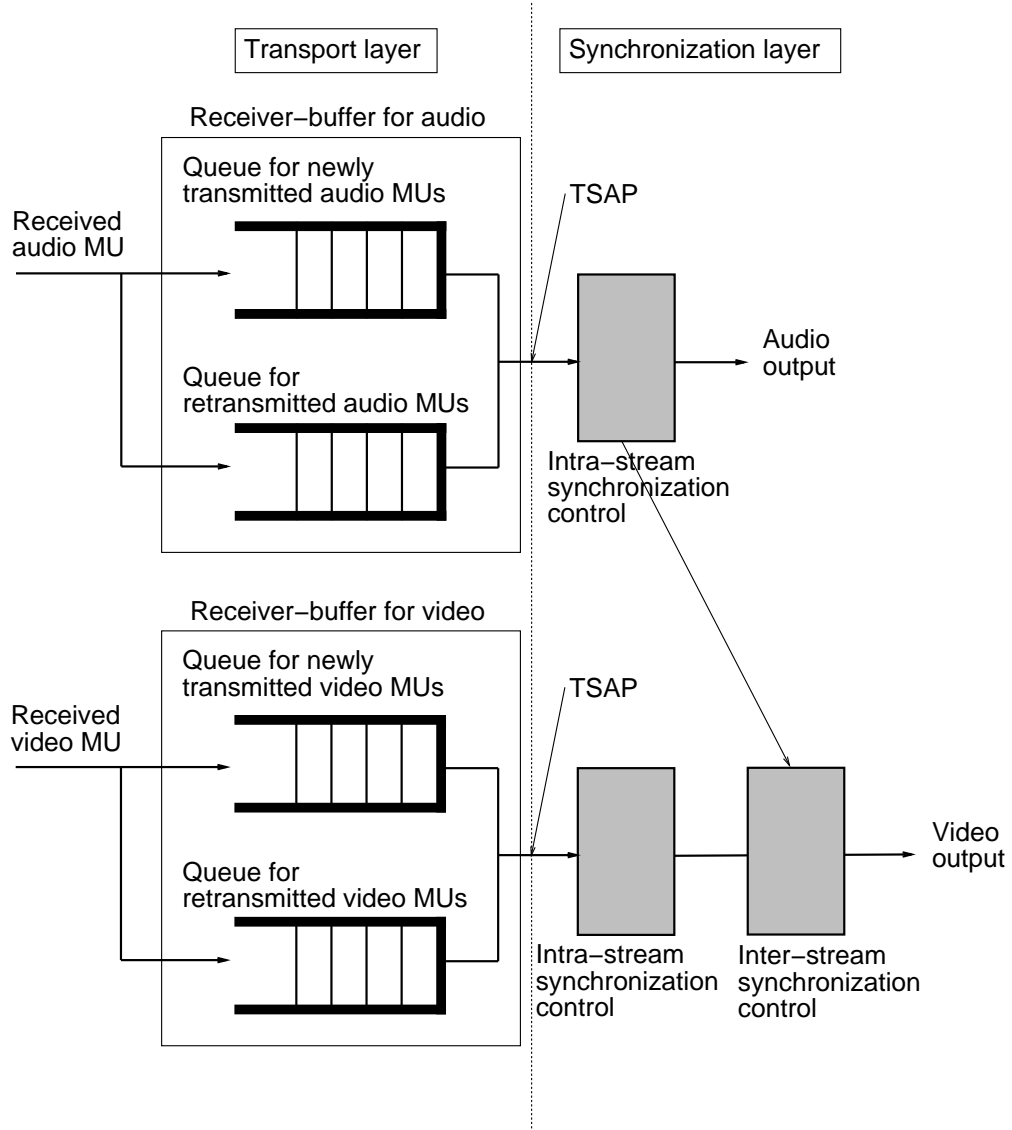 Transport layer
Synchronization layer
Receiver−buffer for audio
Queue for newly
transmitted audio MUs
TSAP
Received
audio MU
Audio
output
Queue for
retransmitted audio MUs
Intra−stream
synchronization
control
Receiver−buffer for video
Queue for newly
transmitted video MUs
TSAP
Received
video MU
Video
output
Queue for
retransmitted video MUs
Intra−stream
synchronization
control
Inter−stream
synchronization
control